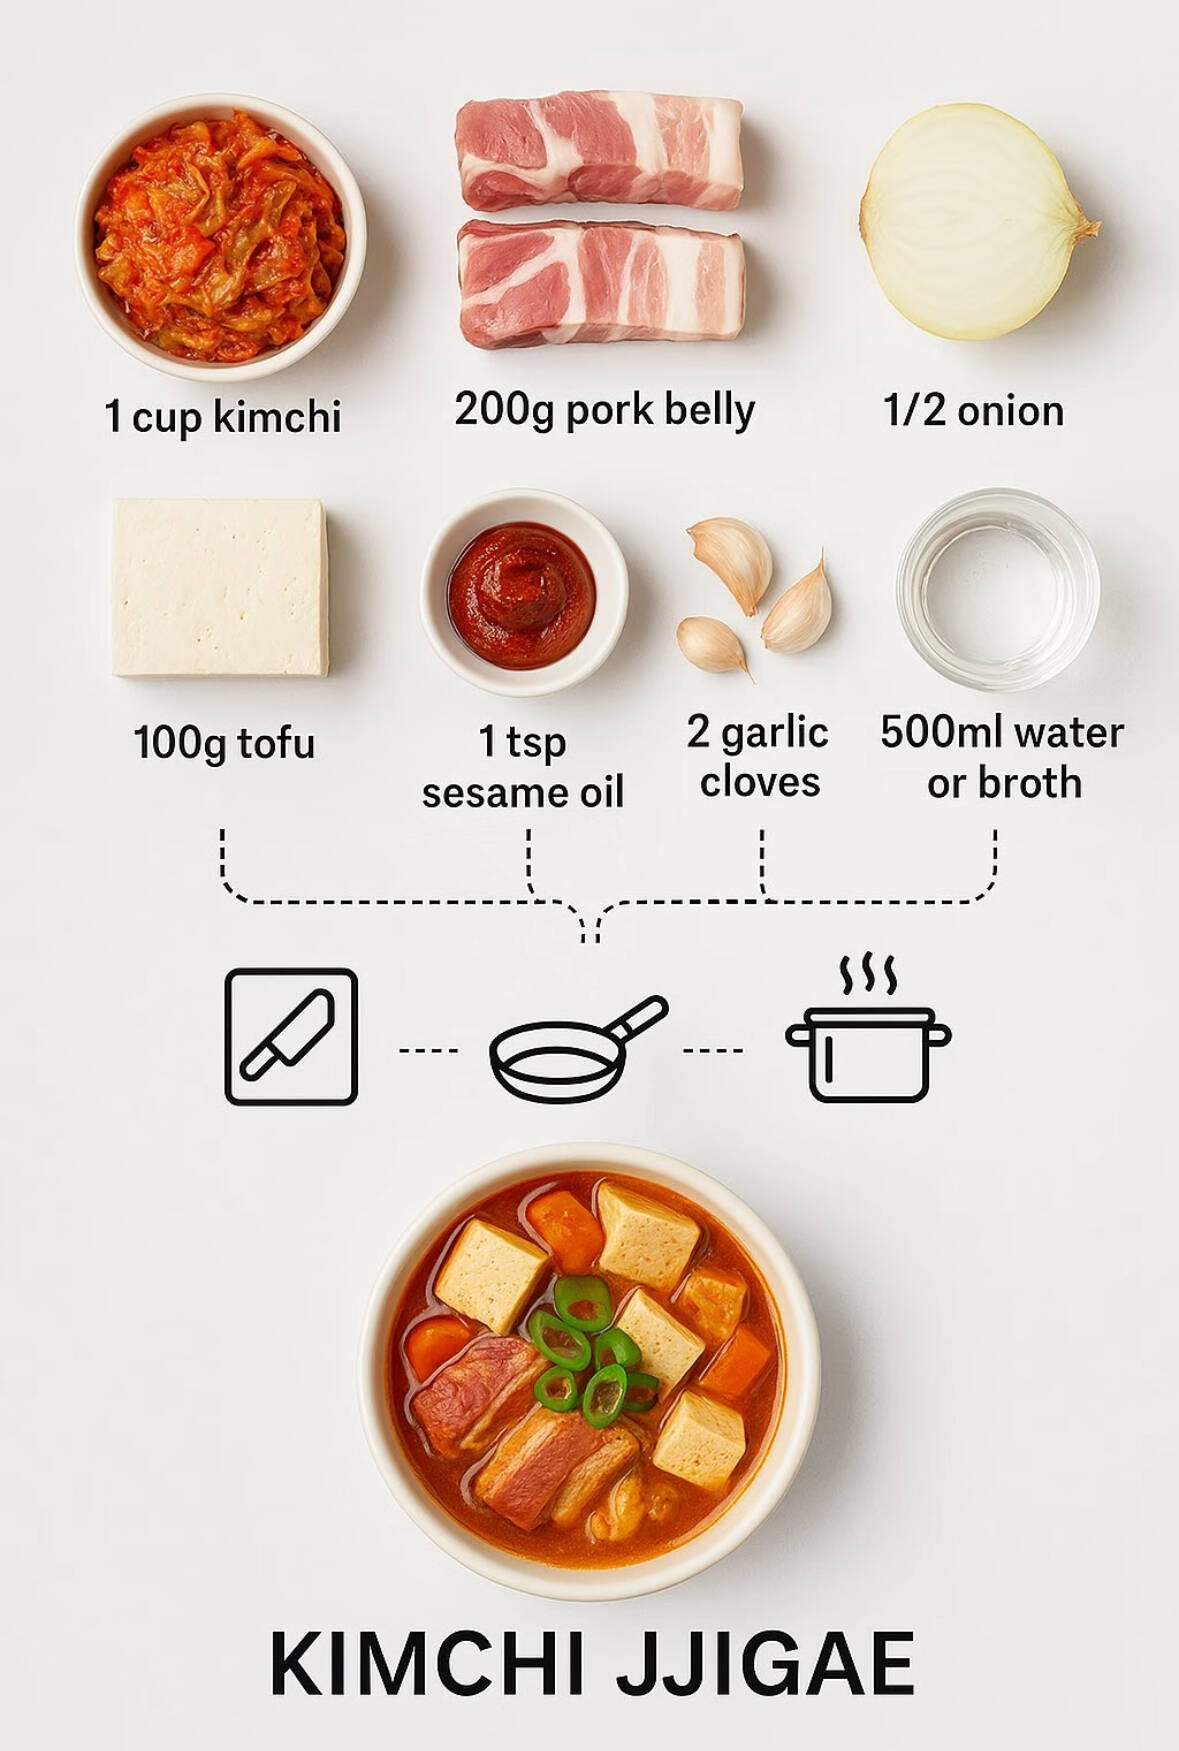 1 cup kimchi
200g pork belly
1/2 onion
100g tofu
1 tsp
sesame oil
2 garlic
cloves
500ml water
or broth
KIMCHI JJIGAE